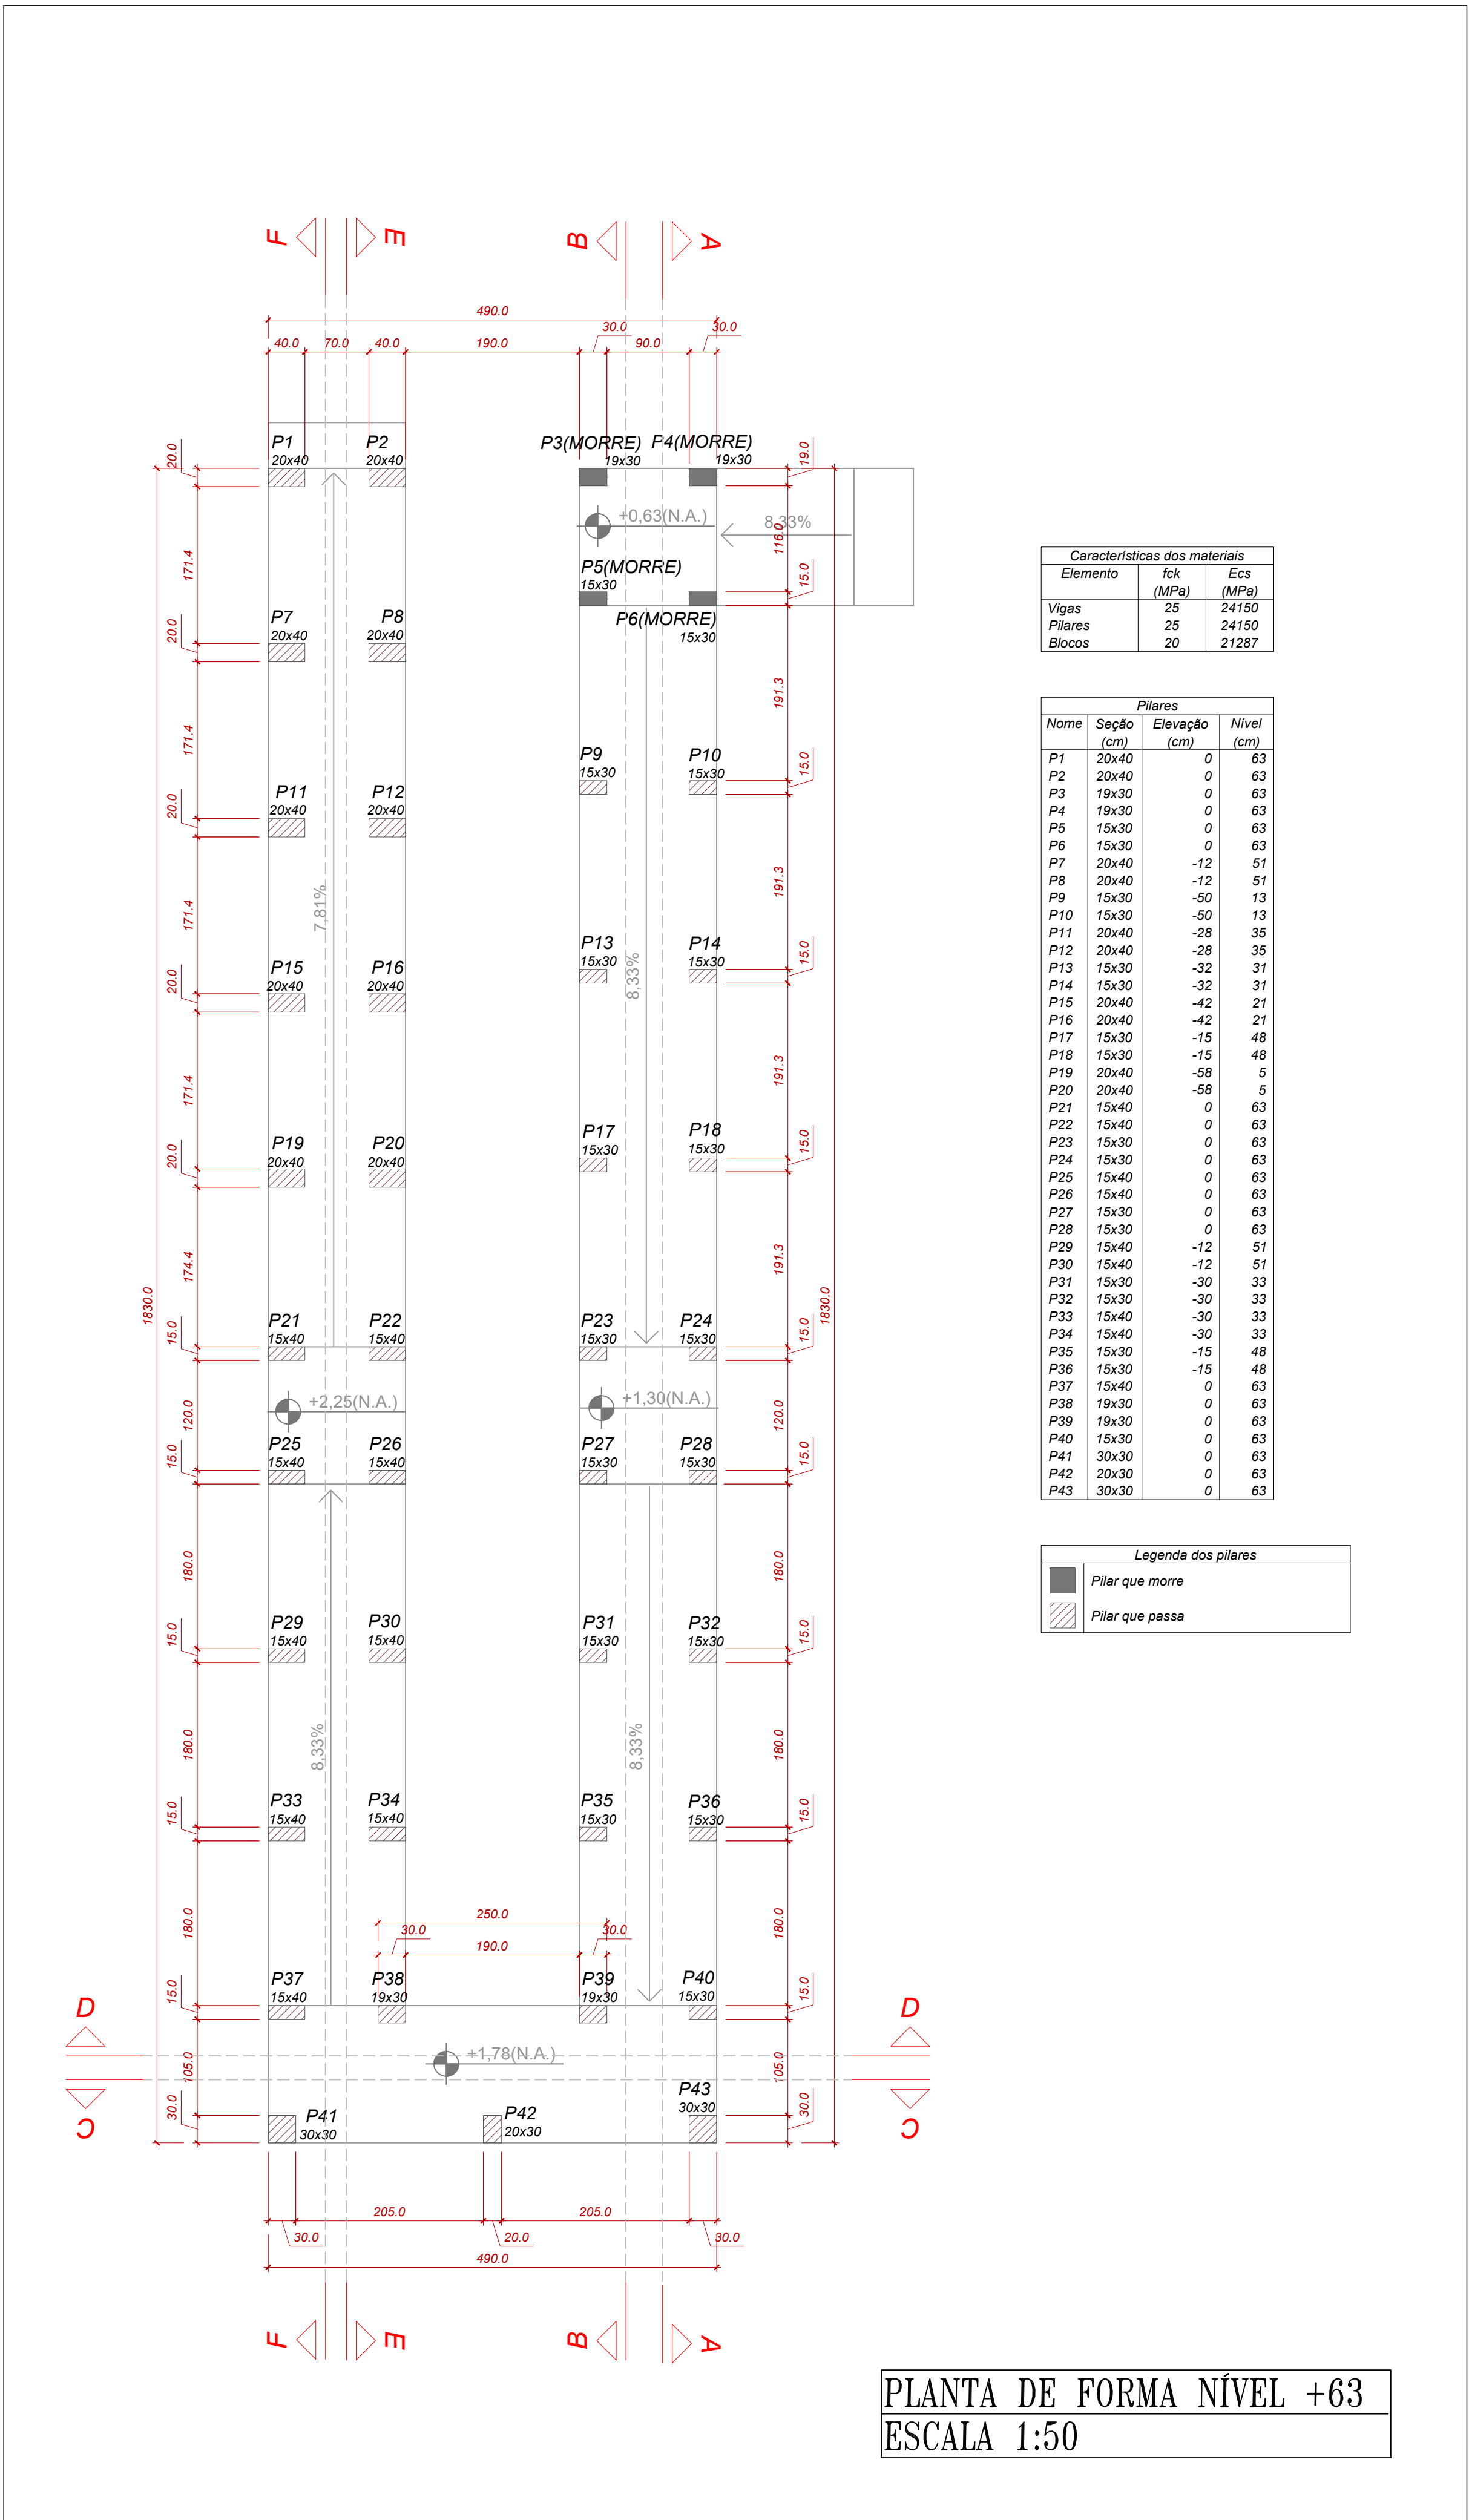 F
E
B
A
490.0
30.0
30.0
40.0
70.0
40.0
190.0
90.0
P1
20x40
P2
20x40
P3(MORRE)
19x30
P4(MORRE)
19x30
20.0
19.0
+0,63(N.A.)
8,33%
116.0
171.4
P5(MORRE)
15x30
15.0
P6(MORRE)
15x30
P7
20x40
P8
20x40
20.0
191.3
171.4
P9
15x30
P10
15x30
15.0
P11
20x40
P12
20x40
20.0
7,81%
171.4
191.3
P13
15x30
P14
15x30
15.0
8,33%
P15
20x40
P16
20x40
20.0
171.4
191.3
P17
15x30
P18
15x30
15.0
P19
20x40
P20
20x40
20.0
174.4
191.3
1830.0
1830.0
P21
15x40
P22
15x40
P23
15x30
P24
15x30
15.0
15.0
+2,25(N.A.)
+1,30(N.A.)
120.0
120.0
P25
15x40
P26
15x40
P27
15x30
P28
15x30
15.0
15.0
180.0
180.0
P29
15x40
P30
15x40
P31
15x30
P32
15x30
15.0
15.0
8,33%
8,33%
180.0
180.0
P33
15x40
P34
15x40
P35
15x30
P36
15x30
15.0
15.0
250.0
30.0
30.0
190.0
180.0
180.0
P37
15x40
P38
19x30
P39
19x30
P40
15x30
15.0
15.0
D
D
+1,78(N.A.)
105.0
105.0
C
C
P41
30x30
P42
20x30
P43
30x30
30.0
30.0
205.0
205.0
30.0
20.0
30.0
490.0
F
E
B
A
Características dos materiais
Elemento fck Ecs
(MPa) (MPa)
Vigas 25 24150
Pilares 25 24150
Blocos 20 21287
Pilares
Nome Seção Elevação Nível
(cm) (cm) (cm)
P1 20x40 0 63
P2 20x40 0 63
P3 19x30 0 63
P4 19x30 0 63
P5 15x30 0 63
P6 15x30 0 63
P7 20x40 -12 51
P8 20x40 -12 51
P9 15x30 -50 13
P10 15x30 -50 13
P11 20x40 -28 35
P12 20x40 -28 35
P13 15x30 -32 31
P14 15x30 -32 31
P15 20x40 -42 21
P16 20x40 -42 21
P17 15x30 -15 48
P18 15x30 -15 48
P19 20x40 -58 5
P20 20x40 -58 5
P21 15x40 0 63
P22 15x40 0 63
P23 15x30 0 63
P24 15x30 0 63
P25 15x40 0 63
P26 15x40 0 63
P27 15x30 0 63
P28 15x30 0 63
P29 15x40 -12 51
P30 15x40 -12 51
P31 15x30 -30 33
P32 15x30 -30 33
P33 15x40 -30 33
P34 15x40 -30 33
P35 15x30 -15 48
P36 15x30 -15 48
P37 15x40 0 63
P38 19x30 0 63
P39 19x30 0 63
P40 15x30 0 63
P41 30x30 0 63
P42 20x30 0 63
P43 30x30 0 63
Legenda dos pilares
Pilar que morre
Pilar que passa
PLANTA DE FORMA NÍVEL +63
ESCALA 1:50